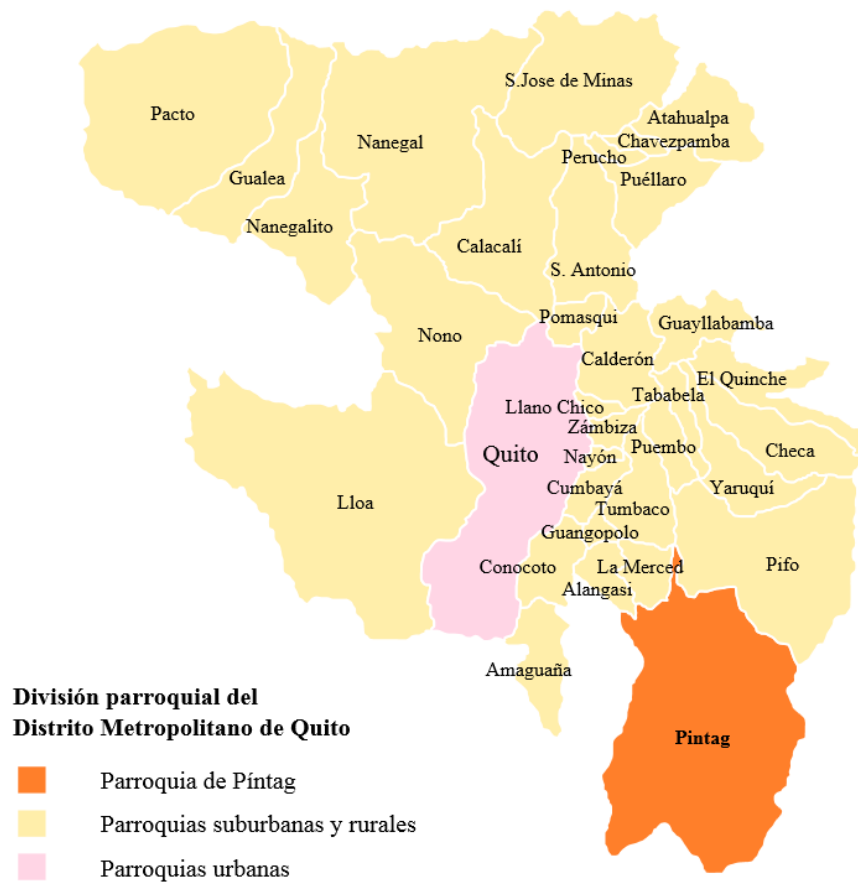 S.Jose de Minas
Pacto
Atahualpa
Nanegal
Chavezpamba
Perucho
Gualea
Puéllaro
Nanegalito
Calacalí
S. Antonio
Pomasqui
Guayllabamba
Nono
Calderón
El Quinche
Tababela
Llano Chico
Zámbiza
Puembo
Checa
Quito
Nayón
Cumbayá
Yaruquí
Lloa
Tumbaco
Guangopolo
Conocoto
La Merced
Pifo
Alangasi
Amaguaña
Pintag
División parroquial del
Distrito Metropolitano de Quito
Parroquia de Píntag
Parroquias suburbanas y rurales
Parroquias urbanas